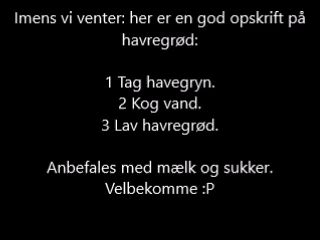 Imens vi venter: her er en god opskrift på
havregrød:
1 Tag havegryn.
2 Kog vand.
3 Lav havregrød.
Anbefales med mælk og sukker.
Velbekomme :P